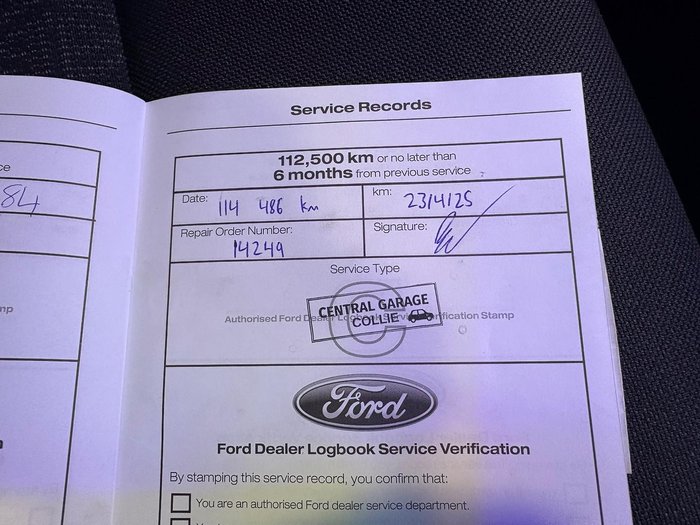 Service Records
ce
84
mp
112,500 km or no later than
6 months from previous service
Date: 114 486 km
km: 23/4/25
Repair Order Number:
14249
Signature:
Service Type
Authorised Ford Dealer Logbook Service Verification Stamp
CENTRAL GARAGE
COLLIE
Ford
Ford Dealer Logbook Service Verification
By stamping this service record, you confirm that:
You are an authorised Ford dealer service department.